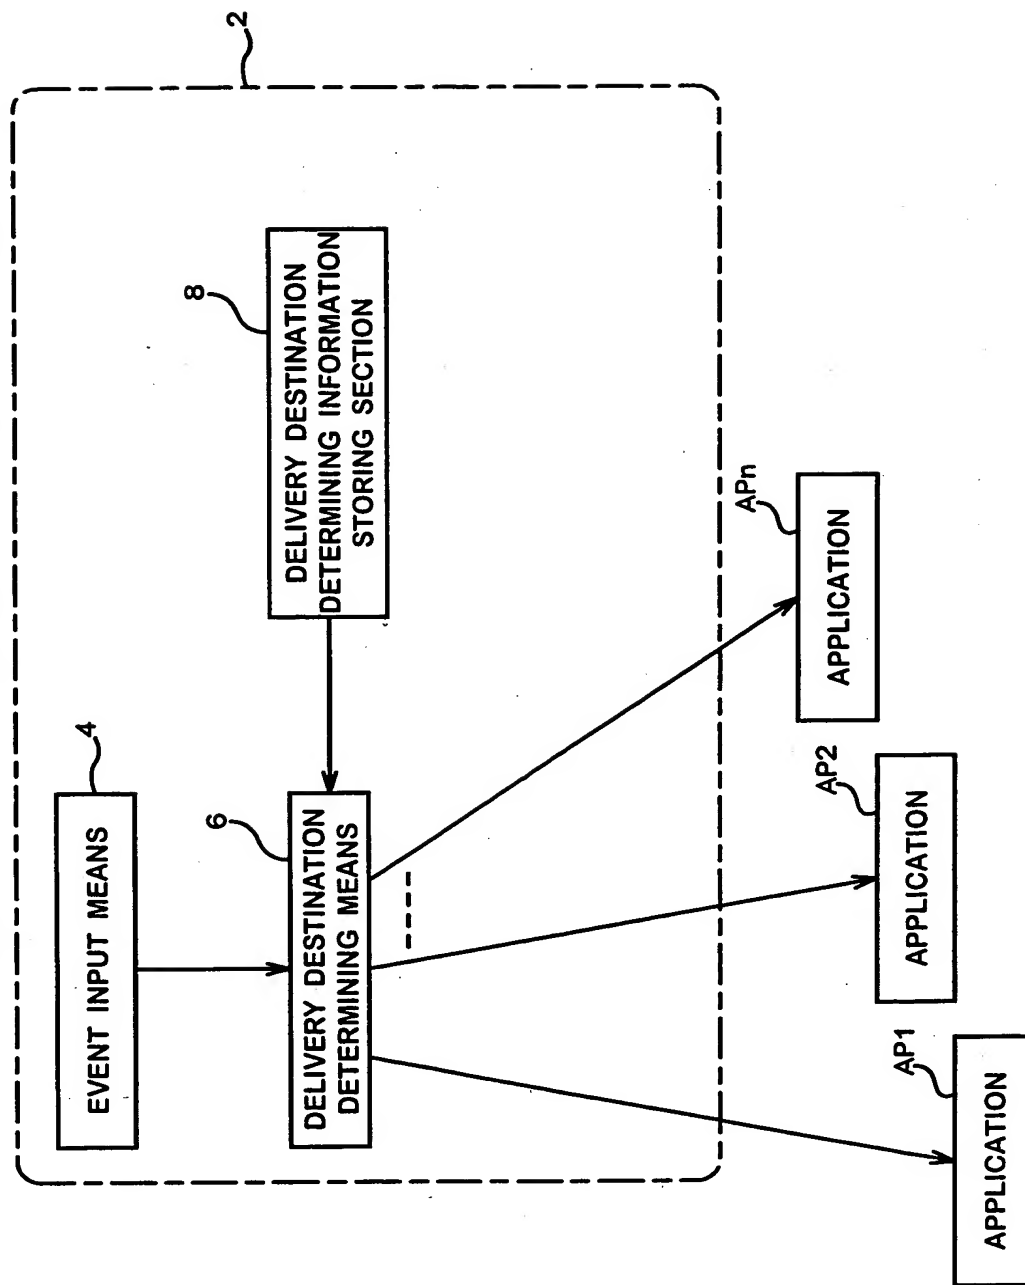 2
4
EVENT INPUT MEANS
6
DELIVERY DESTINATION
DETERMINING MEANS
8
DELIVERY DESTINATION
DETERMINING INFORMATION
STORING SECTION
AP1
APPLICATION
AP2
APPLICATION
APn
APPLICATION